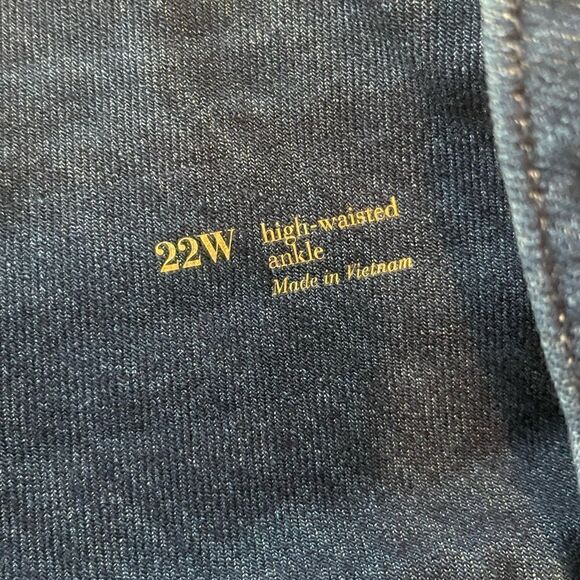 22W high-waisted
ankle
Made in Vietnam